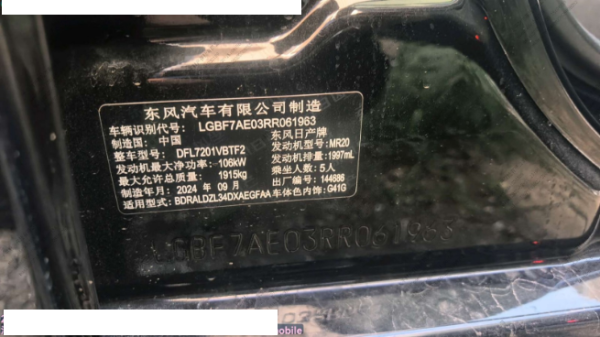 东风汽车有限公司制造
车辆识别代号: LGBF7AE03RR061963
制造国: 中国 东风日产牌
整车型号: DFL7201VBTF2 发动机型号: MR20
发动机最大净功率: 106kW 发动机排量: 1997mL
最大允许总质量: 1915kg 乘坐人数: 5人
制造年月: 2024 年 09 月 出厂编号: 144686
适用型式: BDRALDZL34DXAEGFAA 车体色内饰: G41G
LGBF7AE03RR061963
mobile